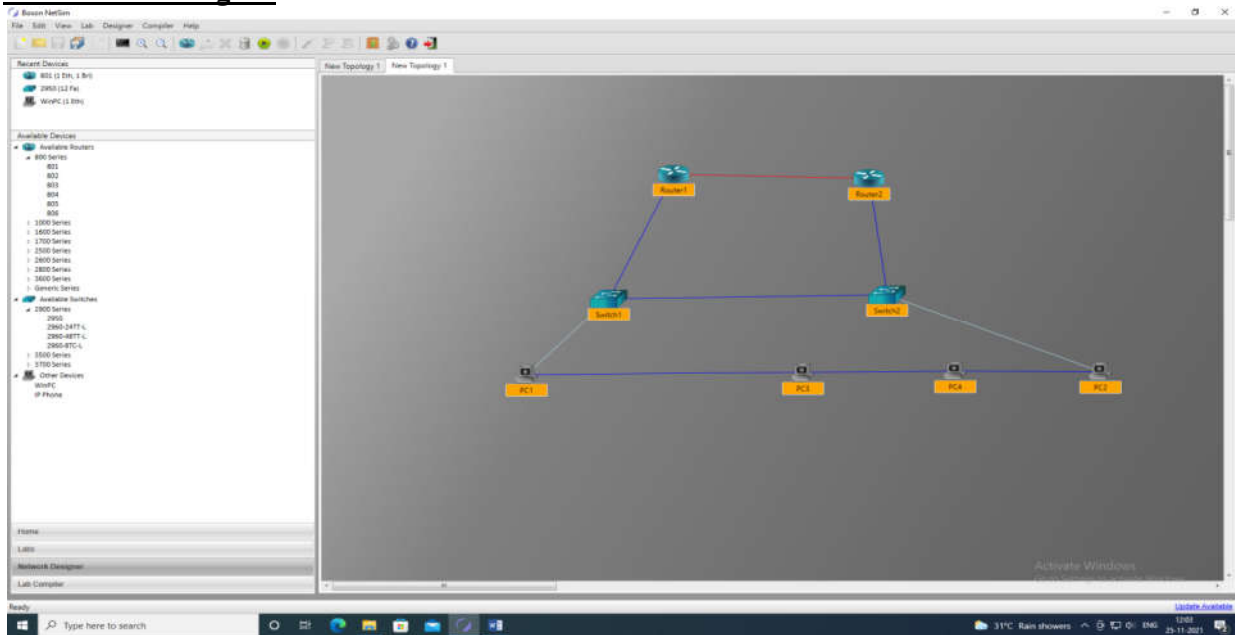 Boson NetSim
File Edit View Lab Designer Compiler Help
Recent Devices
801 (1 Eth, 1 Bri)
2950 (12 Fa)
WinPC (1 Eth)
Available Devices
Available Routers
800 Series
801
802
803
804
805
806
1000 Series
1600 Series
1700 Series
2500 Series
2600 Series
2800 Series
3600 Series
Generic Series
Available Switches
2900 Series
2950
2960-24TT-L
2960-48TT-L
2960-8TC-L
3500 Series
3700 Series
Other Devices
WinPC
IP Phone
Home
Labs
Network Designer
Lab Compiler
New Topology 1 New Topology 1
Router1
Router2
Switch1
Switch2
PC1
PC3
PC4
PC2
Activate Windows
Ready
Update Available
Type here to search
31°C Rain showers
ENG
12:03
25-11-2021